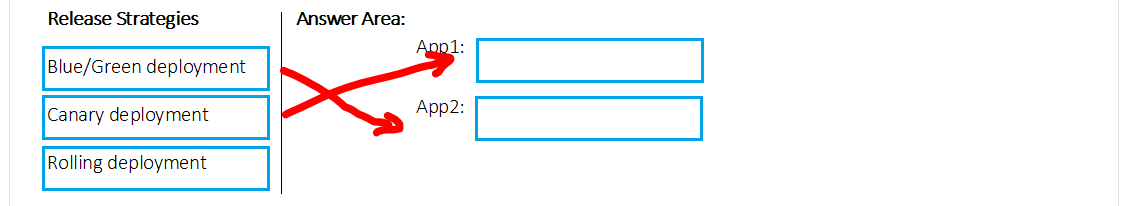 Release Strategies
Answer Area:
Blue/Green deployment
Canary deployment
Rolling deployment
App1:
App2: